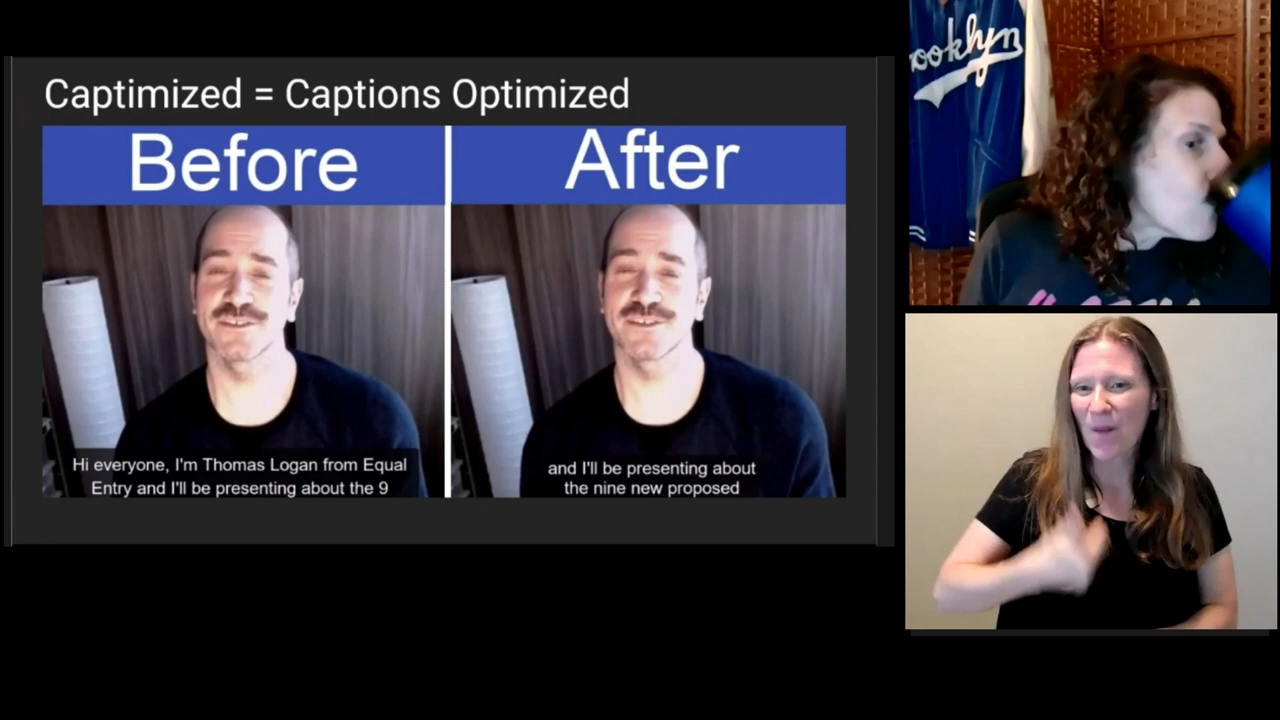 Captimized = Captions Optimized
Before
After
Hi everyone, I'm Thomas Logan from Equal
Entry and I'll be presenting about the 9
and I'll be presenting about
the nine new proposed
ooklyn